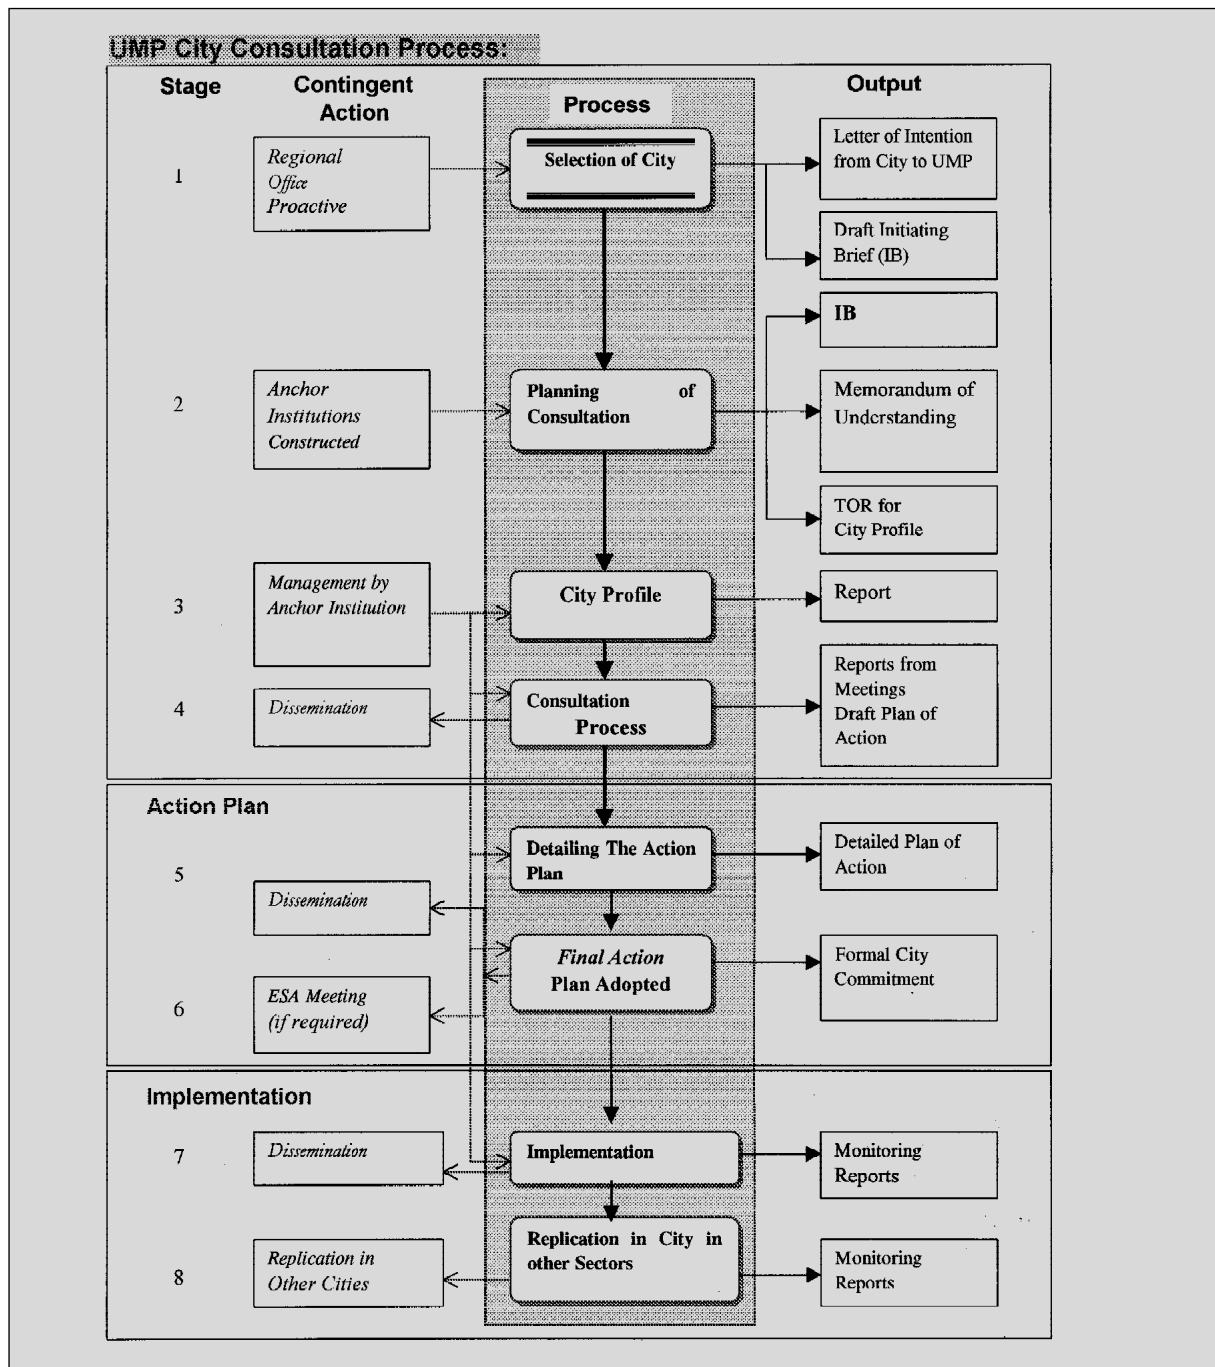 UMP City Consultation Process:
Stage
Contingent
Action
Process
Output
1
Regional
Office
Proactive
Selection of City
Letter of Intention
from City to UMP
Draft Initiating
Brief (IB)
IB
2
Anchor
Institutions
Constructed
Planning of
Consultation
Memorandum of
Understanding
TOR for
City Profile
3
Management by
Anchor Institution
City Profile
Report
4
Dissemination
Consultation
Process
Reports from
Meetings
Draft Plan of
Action
Action Plan
5
Dissemination
Detailing The Action
Plan
Detailed Plan of
Action
6
ESA Meeting
(if required)
Final Action
Plan Adopted
Formal City
Commitment
Implementation
7
Dissemination
Implementation
Monitoring
Reports
8
Replication in
Other Cities
Replication in City in
other Sectors
Monitoring
Reports